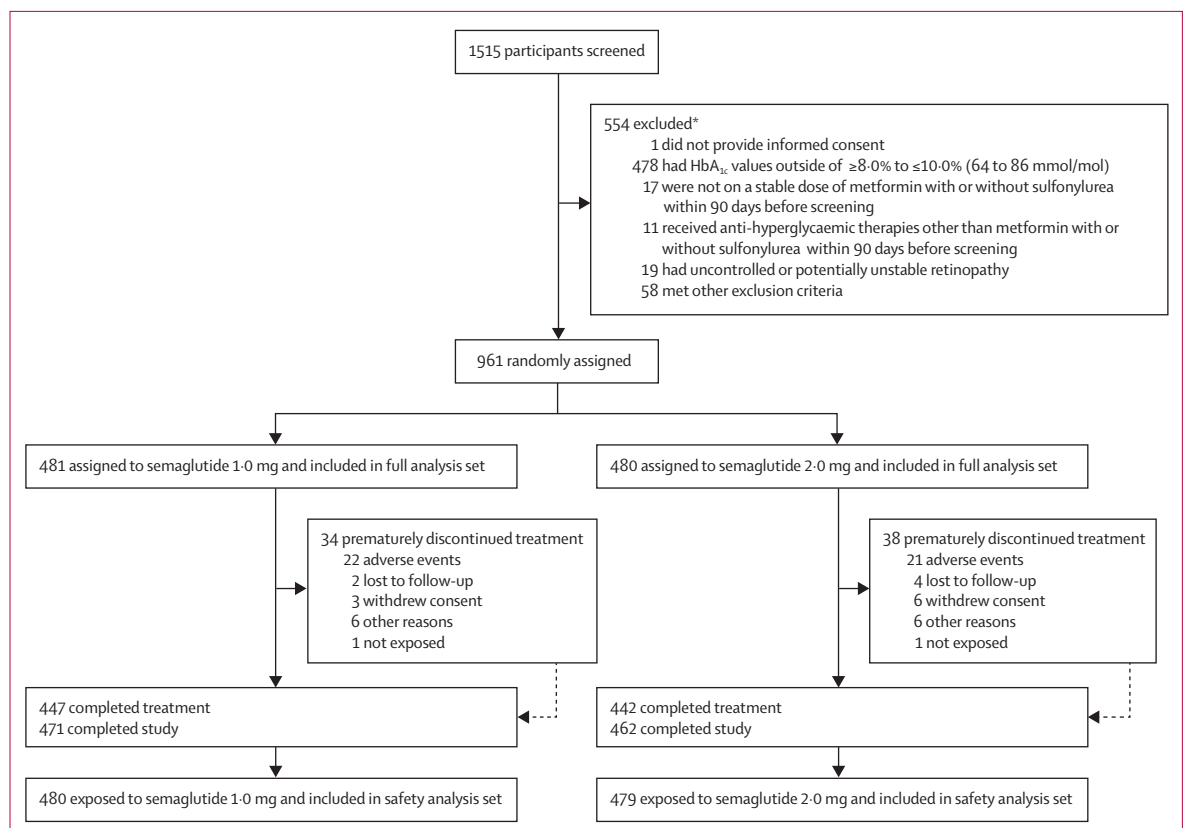 1515 participants screened
554 excluded*
1 did not provide informed consent
478 had HbA1c values outside of ≥8·0% to ≤10·0% (64 to 86 mmol/mol)
17 were not on a stable dose of metformin with or without sulfonylurea
within 90 days before screening
11 received anti-hyperglycaemic therapies other than metformin with or
without sulfonylurea within 90 days before screening
19 had uncontrolled or potentially unstable retinopathy
58 met other exclusion criteria
961 randomly assigned
481 assigned to semaglutide 1·0 mg and included in full analysis set
480 assigned to semaglutide 2·0 mg and included in full analysis set
34 prematurely discontinued treatment
22 adverse events
2 lost to follow-up
3 withdrew consent
6 other reasons
1 not exposed
38 prematurely discontinued treatment
21 adverse events
4 lost to follow-up
6 withdrew consent
6 other reasons
1 not exposed
447 completed treatment
471 completed study
442 completed treatment
462 completed study
480 exposed to semaglutide 1·0 mg and included in safety analysis set
479 exposed to semaglutide 2·0 mg and included in safety analysis set